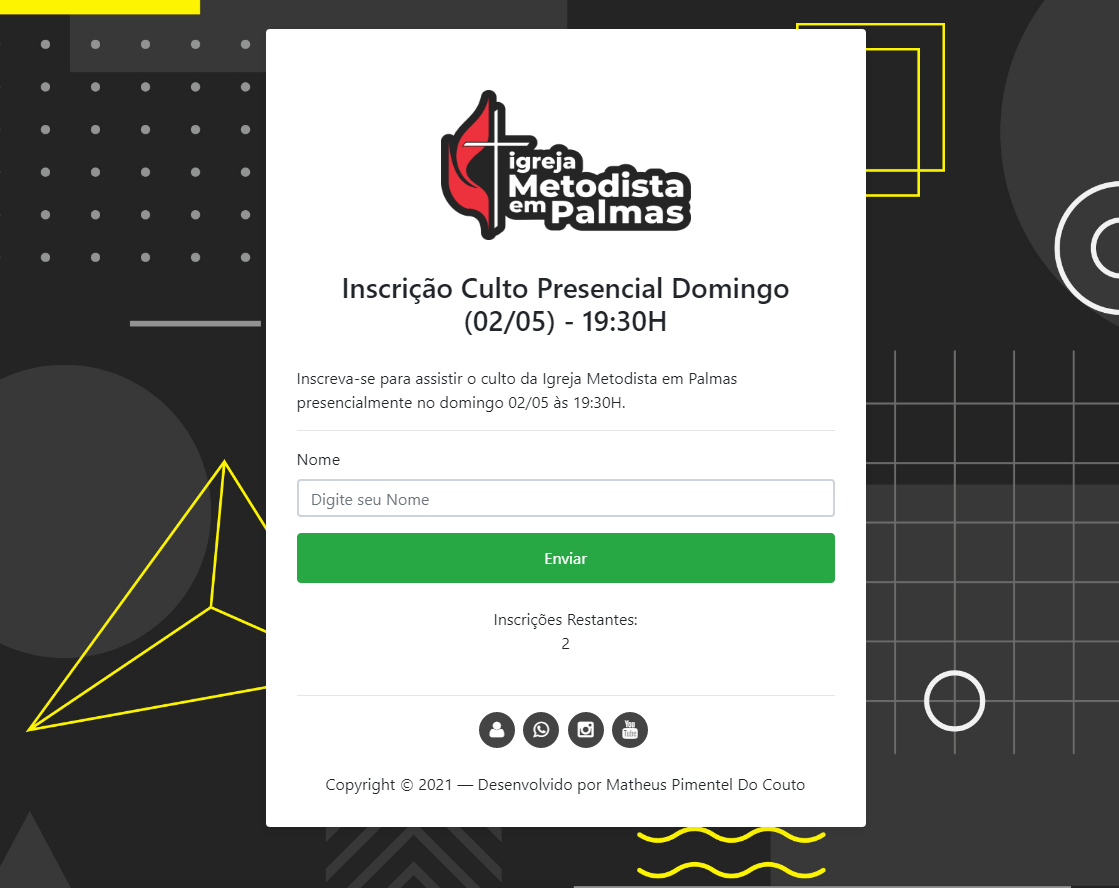 igreja
Metodista
em Palmas
Inscrição Culto Presencial Domingo
(02/05) - 19:30H
Inscreva-se para assistir o culto da Igreja Metodista em Palmas
presencialmente no domingo 02/05 às 19:30H.
Nome
Digite seu Nome
Enviar
Inscrições Restantes:
2
You
Tube
Copyright © 2021 — Desenvolvido por Matheus Pimentel Do Couto